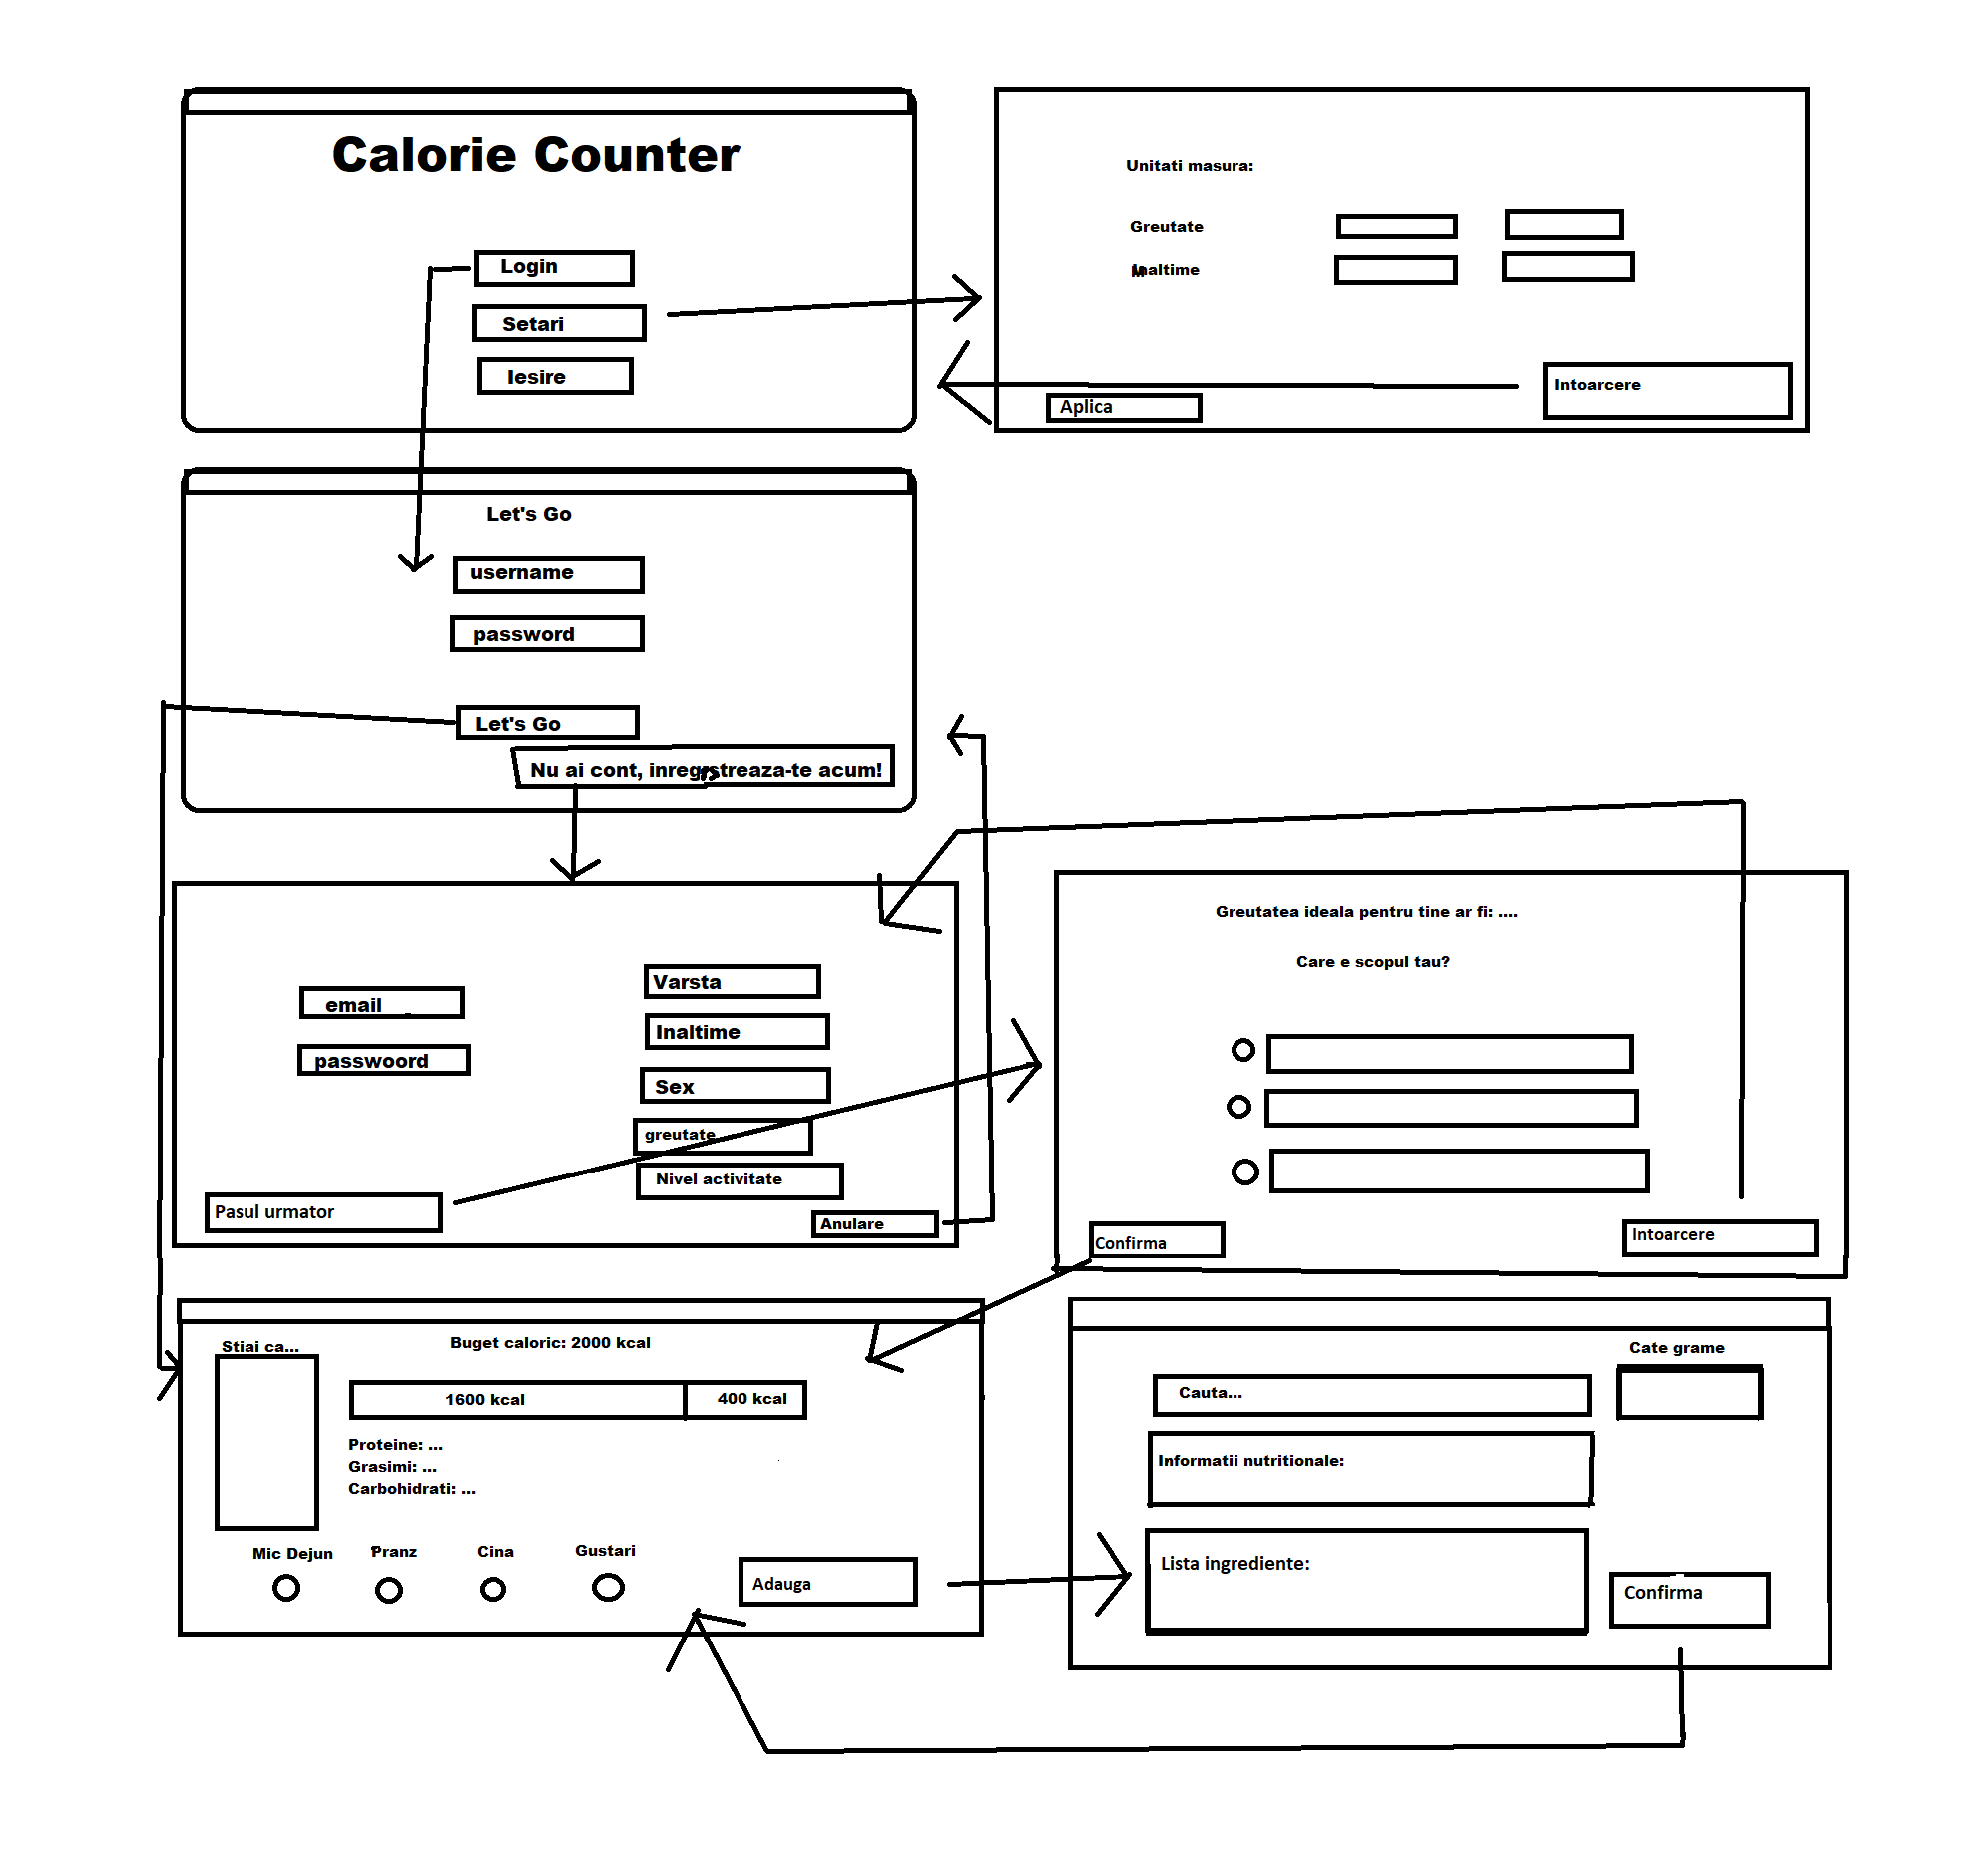 Calorie Counter
Login
Setari
Iesire
Unitati masura:
Greutate
Inaltime
Aplica
Intoarcere
Let's Go
username
password
Let's Go
Nu ai cont, inregistreaza-te acum!
email
passwoord
Varsta
Inaltime
Sex
greutate
Nivel activitate
Pasul urmator
Anulare
Greutatea ideala pentru tine ar fi: ....
Care e scopul tau?
Confirma
Intoarcere
Stiai ca...
Buget caloric: 2000 kcal
1600 kcal
400 kcal
Proteine: ...
Grasimi: ...
Carbohidrati: ...
Mic Dejun
Pranz
Cina
Gustari
Adauga
Cate grame
Cauta...
Informatii nutritionale:
Lista ingrediente:
Confirma